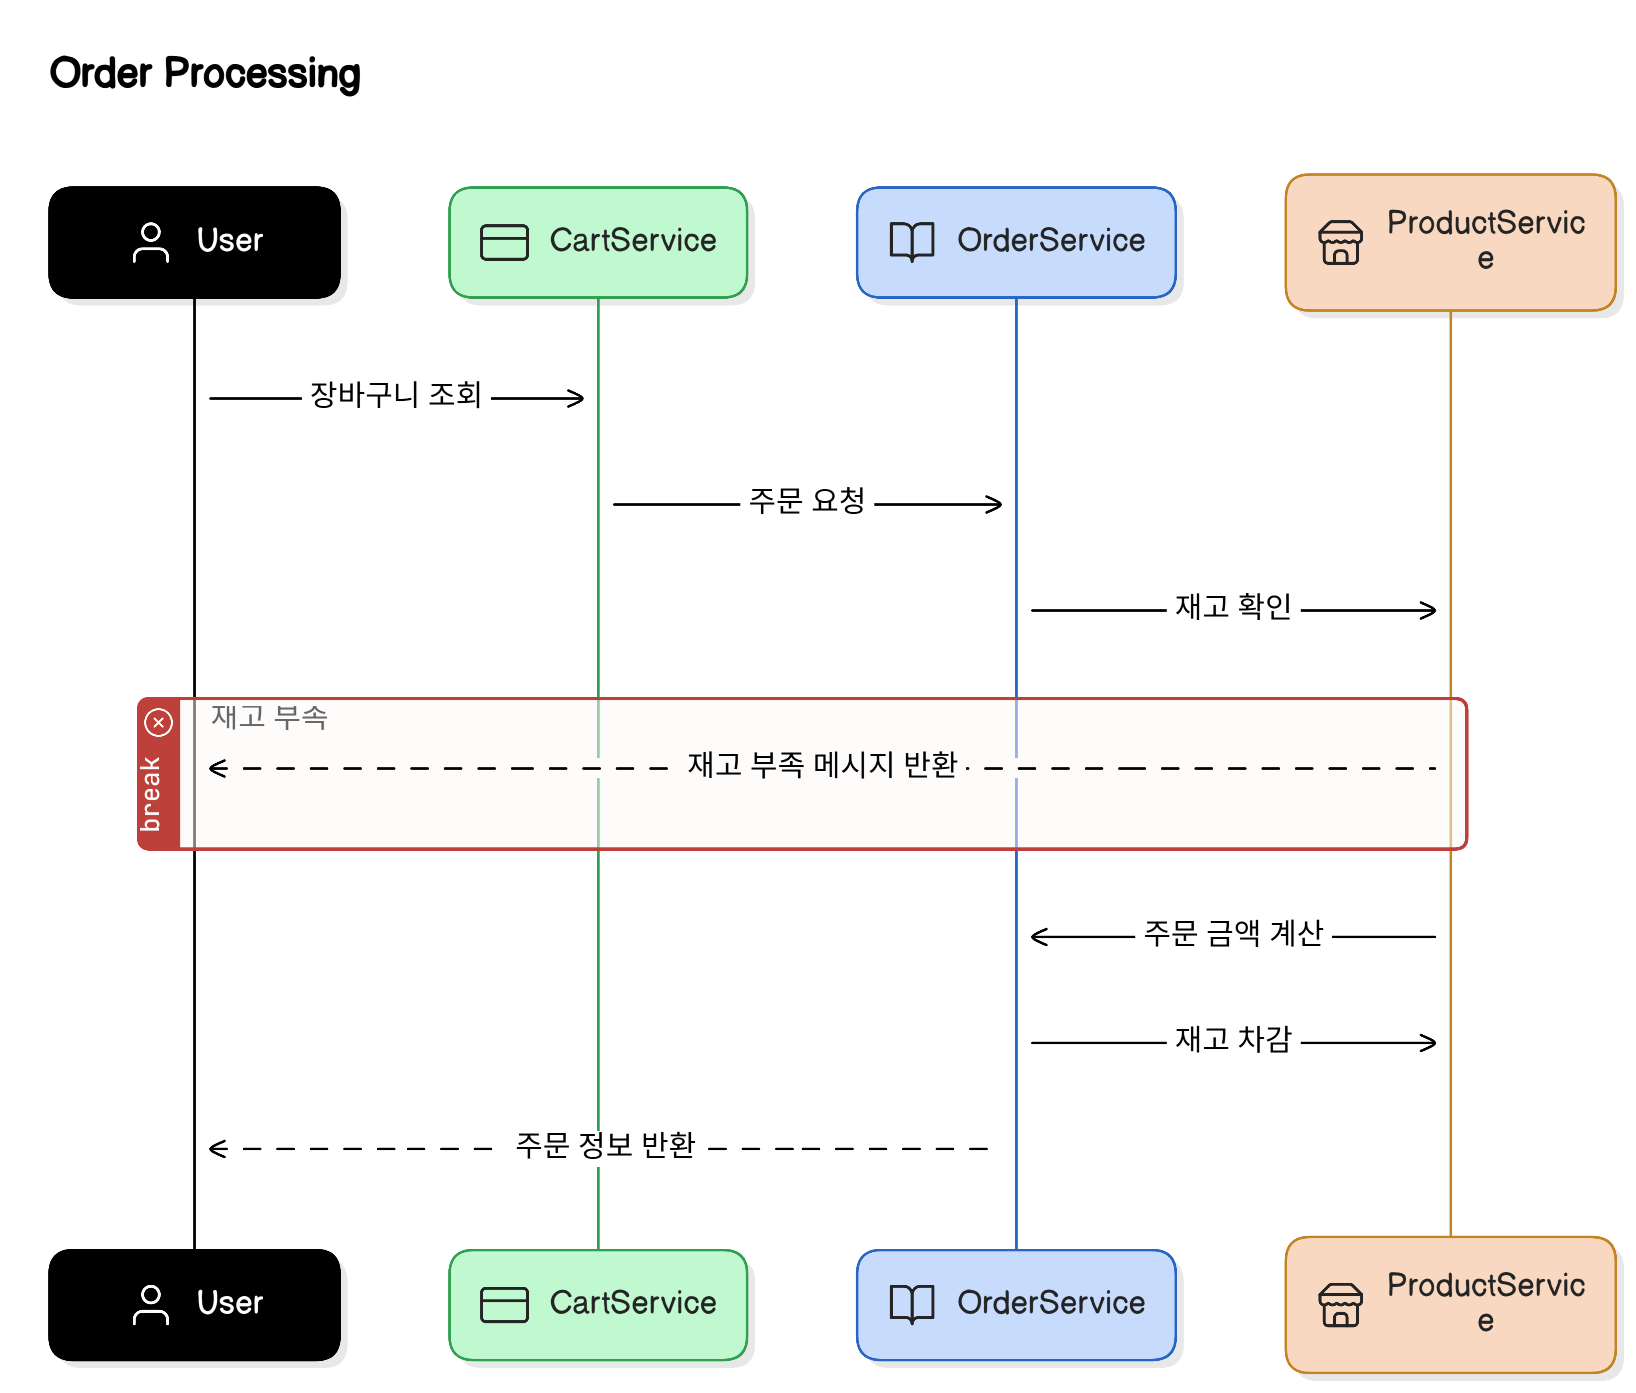 Order Processing
User
CartService
OrderService
ProductServic
e
장바구니 조회
주문 요청
재고 확인
break
재고 부속
재고 부족 메시지 반환
주문 금액 계산
재고 차감
주문 정보 반환
User
CartService
OrderService
ProductServic
e